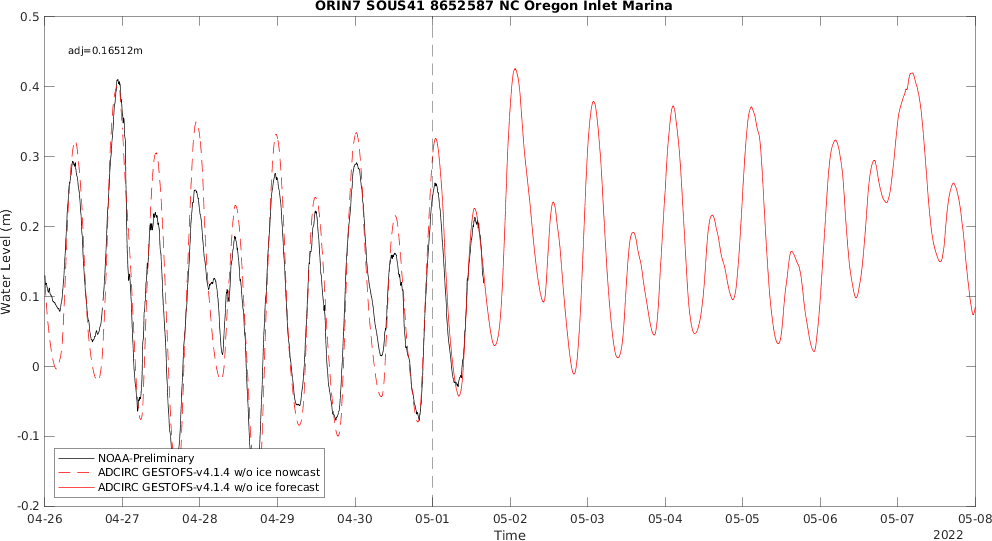 ORIN7 SOUS41 8652587 NC Oregon Inlet Marina
adj=0.16512m
0.5
0.4
0.3
0.2
0.1
0
-0.1
-0.2
Water Level (m)
NOAA-Preliminary
ADCIRC GESTOFS-v4.1.4 w/o ice nowcast
ADCIRC GESTOFS-v4.1.4 w/o ice forecast
04-26 04-27 04-28 04-29 04-30 05-01 05-02 05-03 05-04 05-05 05-06 05-07 05-08
Time
2022